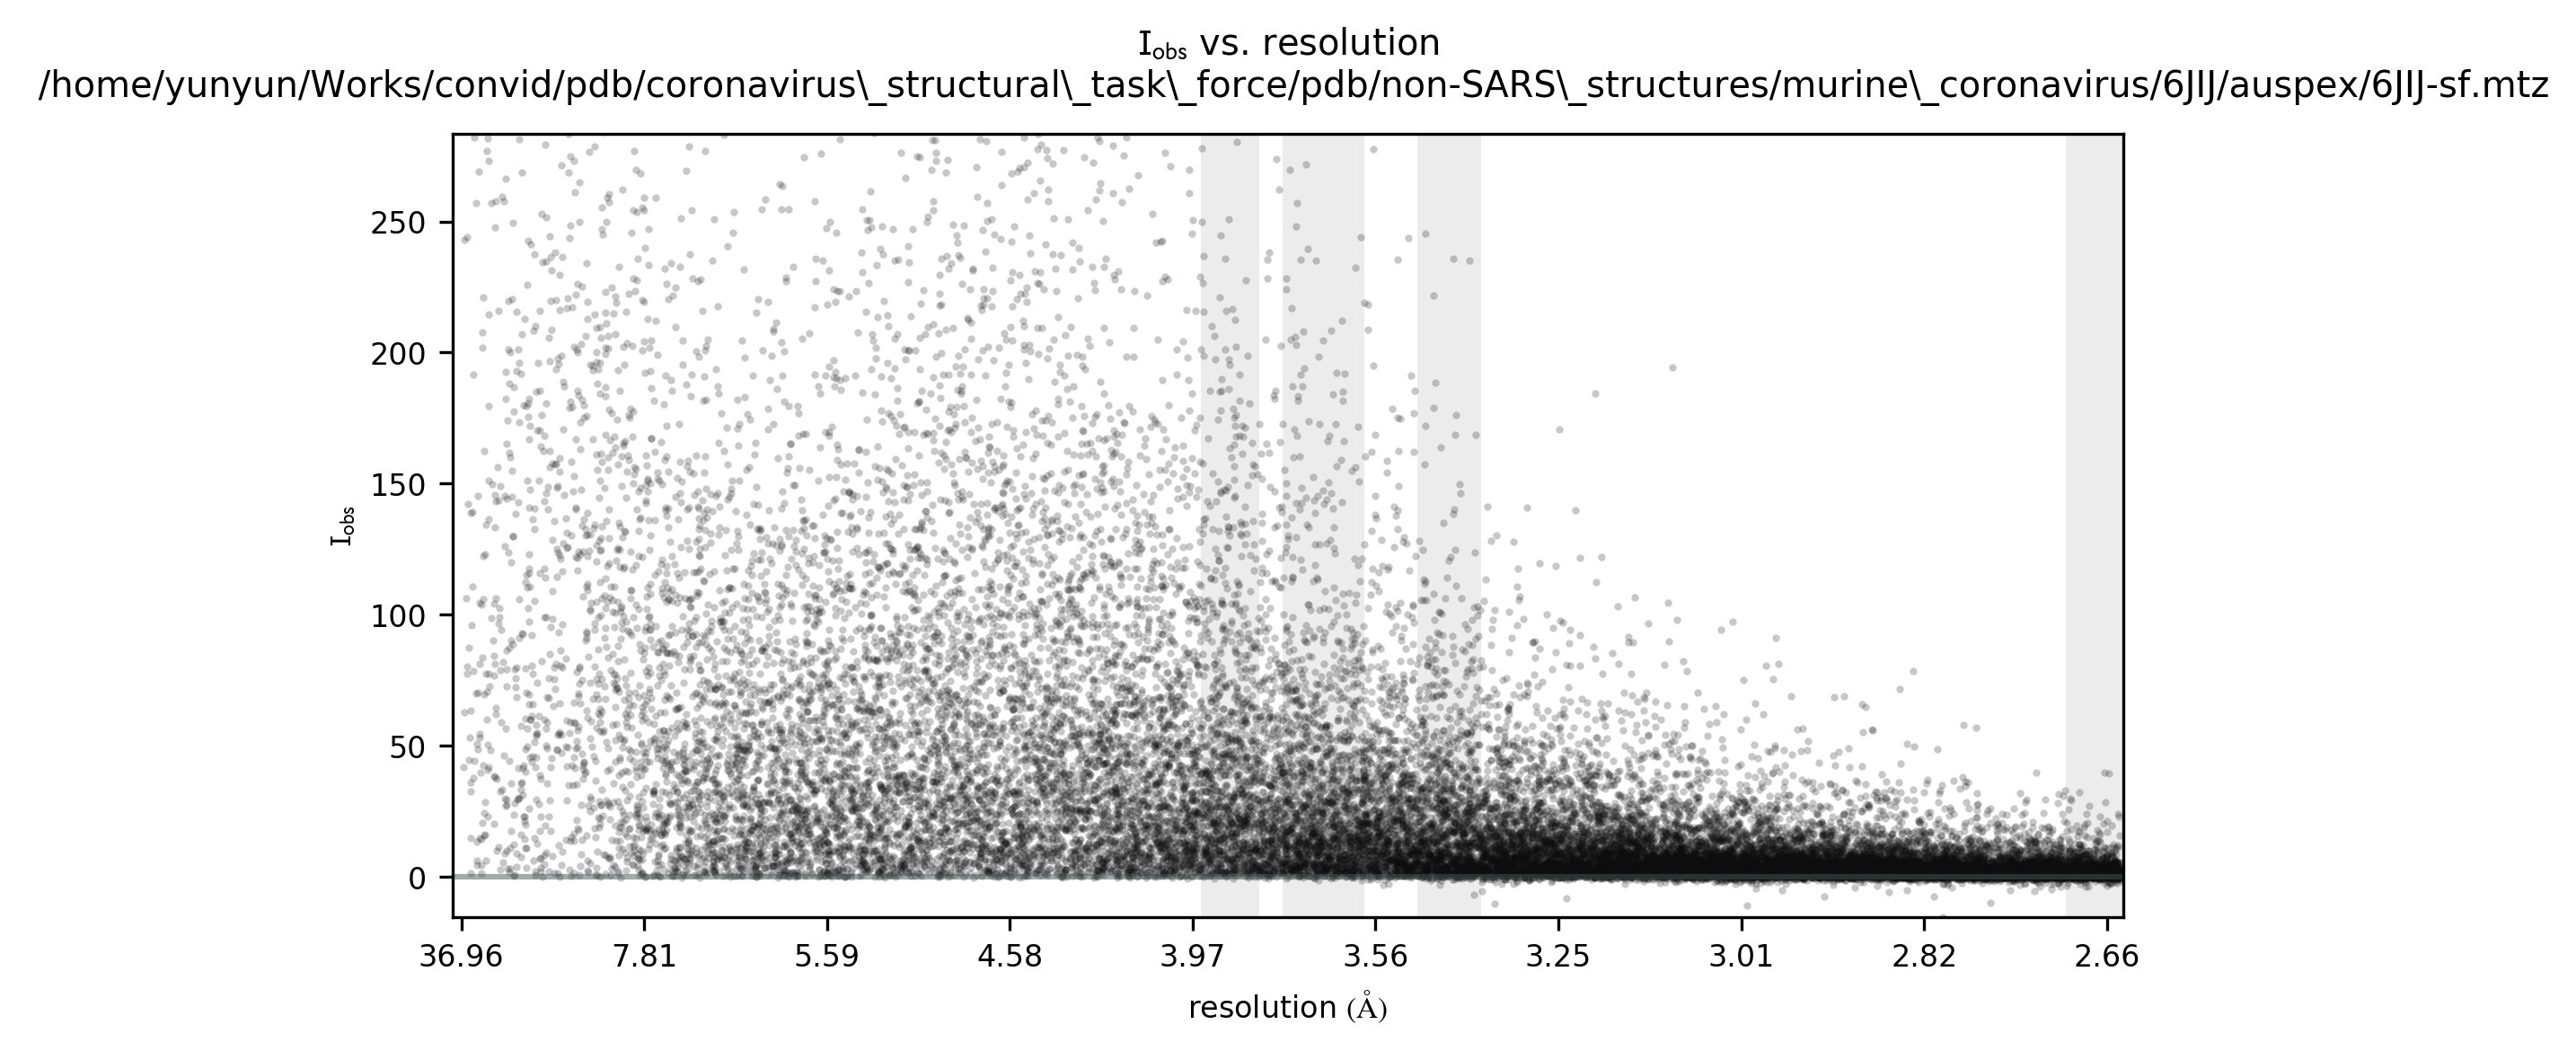 Iobs vs. resolution
/home/yunyun/Works/convid/pdb/coronavirus\_structural\_task\_force/pdb/non-SARS\_structures/murine\_coronavirus/6JIJ/auspex/6JIJ-sf.mtz
250
200
150
100
50
0
Iobs
36.96 7.81 5.59 4.58 3.97 3.56 3.25 3.01 2.82 2.66
resolution (Å)